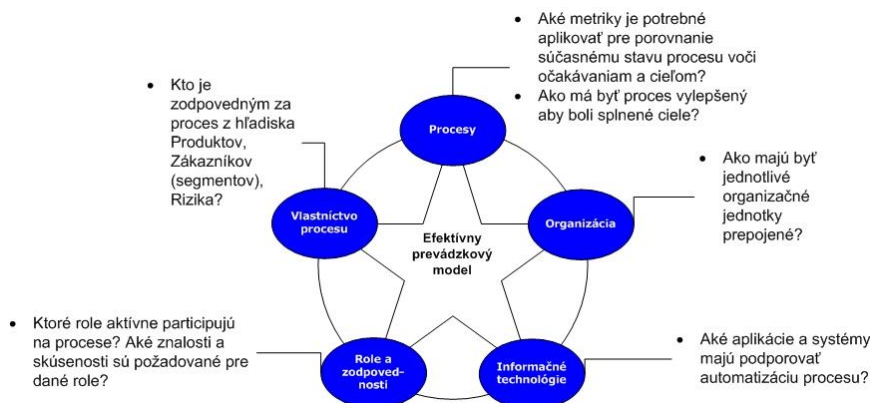 • Aké metriky je potrebné
aplikovať pre porovnanie
súčasnému stavu procesu voči
očakávaniam a cieľom?
• Ako má byť proces vylepšený
aby boli splnené ciele?
• Kto je
zodpovedným za
proces z hľadiska
Produktov,
Zákazníkov
(segmentov),
Rizika?
Procesy
• Ako majú byť
jednotlivé
organizačné
jednotky
prepojené?
Vlastníctvo
procesu
Organizácia
Efektívny
prevádzkový
model
• Ktoré role aktívne participujú
na procese? Aké znalosti a
skúsenosti sú požadované pre
dané role?
Role a
zodpoved-
nosti
Informačné
technológie
• Aké aplikácie a systémy
majú podporovať
automatizáciu procesu?